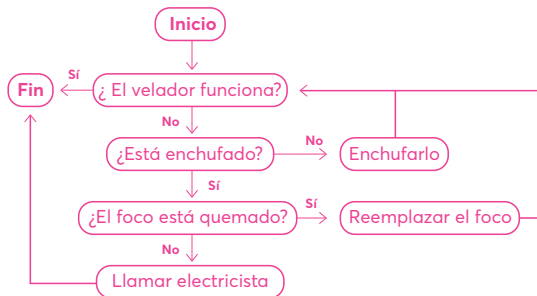 Inicio
Sí
Fin
¿ El velador funciona?
No
¿Está enchufado?
No
Enchufarlo
Sí
¿El foco está quemado?
Sí
Reemplazar el foco
No
Llamar electricista